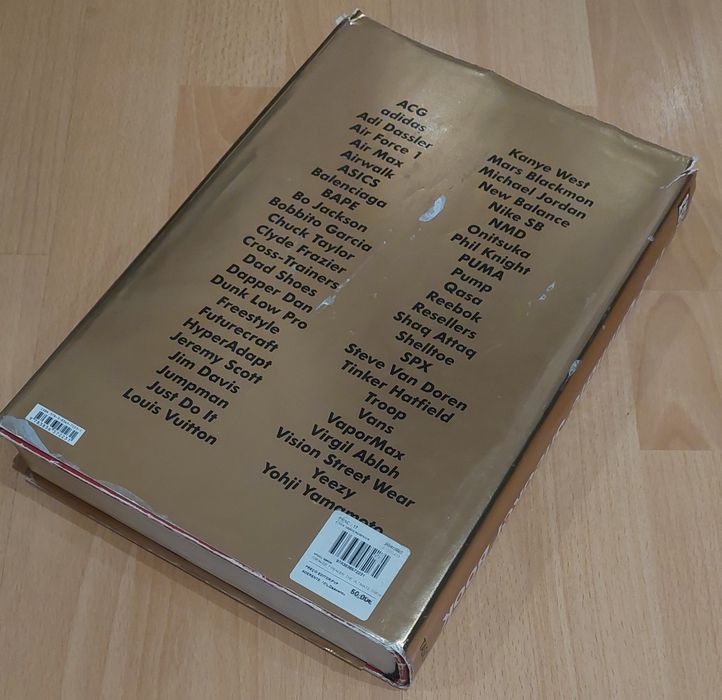 ACG
adidas
Adi Dassler
Air Force 1
Air Max
Airwalk
ASICS
Balenciaga
BAPE
Bo Jackson
Bobbito Garcia
Chuck Taylor
Clyde Frazier
Cross-Trainers
Dad Shoes
Dapper Dan
Dunk Low Pro
Freestyle
Futurecraft
HyperAdapt
Jeremy Scott
Jim Davis
Jumpman
Just Do It
Louis Vuitton
Kanye West
Mars Blackmon
Michael Jordan
New Balance
Nike SB
NMD
Onitsuka
Phil Knight
PUMA
Pump
Qasa
Reebok
Resellers
Shaq Attaq
Shelltoe
SPX
Steve Van Doren
Tinker Hatfield
Troop
Vans
VaporMax
Virgil Abloh
Vision Street Wear
Yeezy
Yohji Yamamoto
50,00€